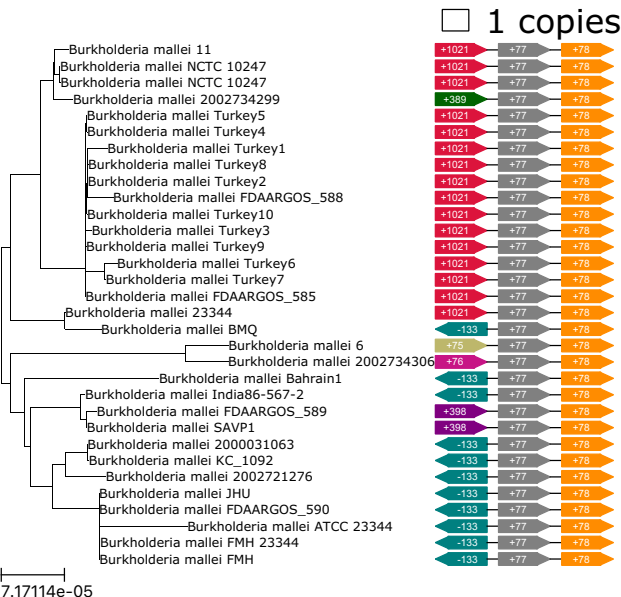 1 copies
Burkholderia mallei 11 +1021 +77 +78
Burkholderia mallei NCTC 10247 +1021 +77 +78
Burkholderia mallei NCTC 10247 +1021 +77 +78
Burkholderia mallei 2002734299 +389 +77 +78
Burkholderia mallei Turkey5 +1021 +77 +78
Burkholderia mallei Turkey4 +1021 +77 +78
Burkholderia mallei Turkey1 +1021 +77 +78
Burkholderia mallei Turkey8 +1021 +77 +78
Burkholderia mallei Turkey2 +1021 +77 +78
Burkholderia mallei FDAARGOS_588 +1021 +77 +78
Burkholderia mallei Turkey10 +1021 +77 +78
Burkholderia mallei Turkey3 +1021 +77 +78
Burkholderia mallei Turkey9 +1021 +77 +78
Burkholderia mallei Turkey6 +1021 +77 +78
Burkholderia mallei Turkey7 +1021 +77 +78
Burkholderia mallei FDAARGOS_585 +1021 +77 +78
Burkholderia mallei 23344 +1021 +77 +78
Burkholderia mallei BMQ -133 +77 +78
Burkholderia mallei 6 +75 +77 +78
Burkholderia mallei 2002734306 +76 +77 +78
Burkholderia mallei Bahrain1 -133 +77 +78
Burkholderia mallei India86-567-2 -133 +77 +78
Burkholderia mallei FDAARGOS_589 +398 +77 +78
Burkholderia mallei SAVP1 +398 +77 +78
Burkholderia mallei 2000031063 -133 +77 +78
Burkholderia mallei KC_1092 -133 +77 +78
Burkholderia mallei 2002721276 -133 +77 +78
Burkholderia mallei JHU -133 +77 +78
Burkholderia mallei FDAARGOS_590 -133 +77 +78
Burkholderia mallei ATCC 23344 -133 +77 +78
Burkholderia mallei FMH 23344 -133 +77 +78
Burkholderia mallei FMH -133 +77 +78
7.17114e-05